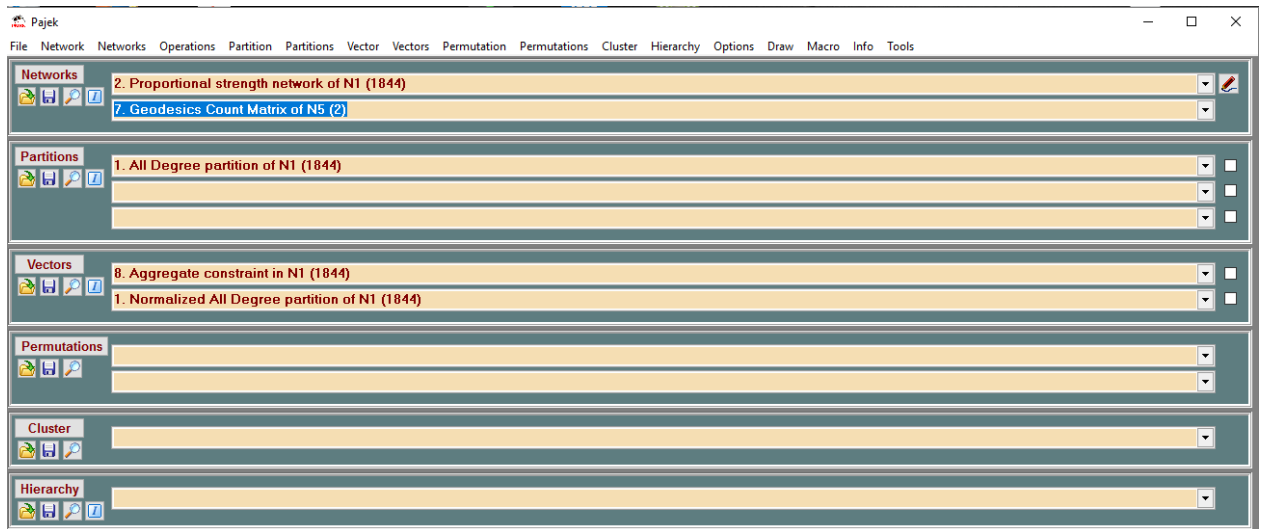 Pajek
File Network Networks Operations Partition Partitions Vector Vectors Permutation Permutations Cluster Hierarchy Options Draw Macro Info Tools
Networks
2. Proportional strength network of N1 (1844)
7. Geodesics Count Matrix of N5 (2)
Partitions
1. All Degree partition of N1 (1844)
Vectors
8. Aggregate constraint in N1 (1844)
1. Normalized All Degree partition of N1 (1844)
Permutations
Cluster
Hierarchy